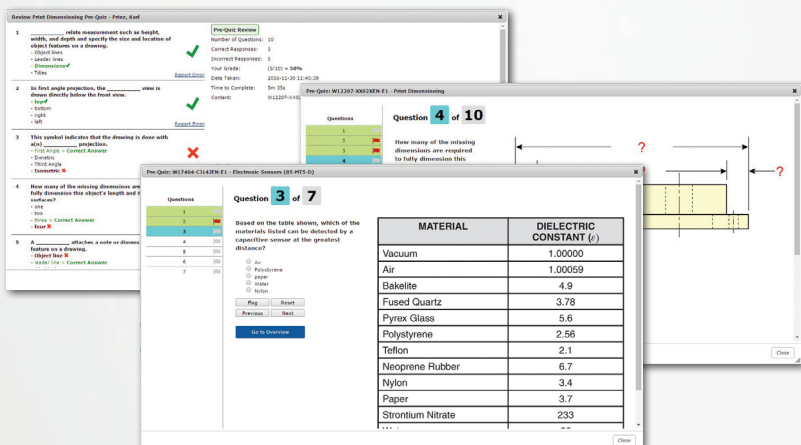 Review Print Dimensioning Pre-Quiz - Prinz, Karl
1
__________ relate measurement such as height,
width, and depth and specify the size and location of
object features on a drawing.
- Object lines
- Leader lines
- Dimensions
- Titles
Report Error
2
In first angle projection, the __________ view is
drawn directly below the front view.
- top
- bottom
- right
- left
Report Error
3
This symbol indicates that the drawing is done with
a(n) __________ projection.
- First Angle > Correct Answer
- Dimetric
- Third Angle
- Isometric
4
How many of the missing dimensions are
fully dimension this object's length and
surfaces?
- one
- two
- three > Correct Answer
- four
5
A __________ attaches a note or dimens
feature on a drawing.
- Object line
- leader line > Correct Answer
Pre-Quiz Review
Number of Questions: 10
Correct Responses: 5
Incorrect Responses: 5
Your Grade: (5/10) = 50%
Date Taken: 2016-11-30 11:45:39
Time to Complete: 5m 35s
Content: W12207-XX02
Pre-Quiz: W12207-XX02XEN-E1 - Print Dimensioning
Questions
1
2
3
4
Question 4 of 10
How many of the missing
dimensions are required
to fully dimension this
?
?
Close
Pre-Quiz: W17404-CJ14JEN-E1 - Electronic Sensors (85-MT5-D)
Questions
1
2
3
4
5
6
7
Question 3 of 7
Based on the table shown, which of the
materials listed can be detected by a
capacitive sensor at the greatest
distance?
Air
Polystyrene
paper
Water
Nylon
Flag Reset
Previous Next
Go to Overview
MATERIAL DIELECTRIC CONSTANT (ε)
Vacuum 1.00000
Air 1.00059
Bakelite 4.9
Fused Quartz 3.78
Pyrex Glass 5.6
Polystyrene 2.56
Teflon 2.1
Neoprene Rubber 6.7
Nylon 3.4
Paper 3.7
Strontium Nitrate 233
Close